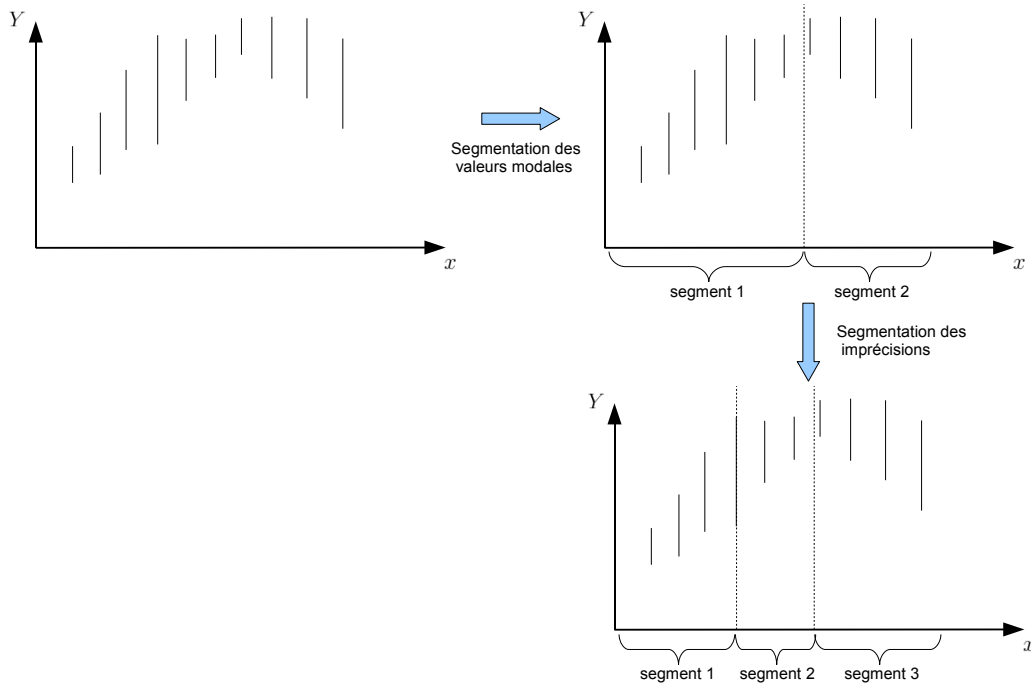 Y
x
Segmentation des
valeurs modales
Y
x
segment 1
segment 2
Segmentation des
imprécisions
Y
x
segment 1
segment 2
segment 3